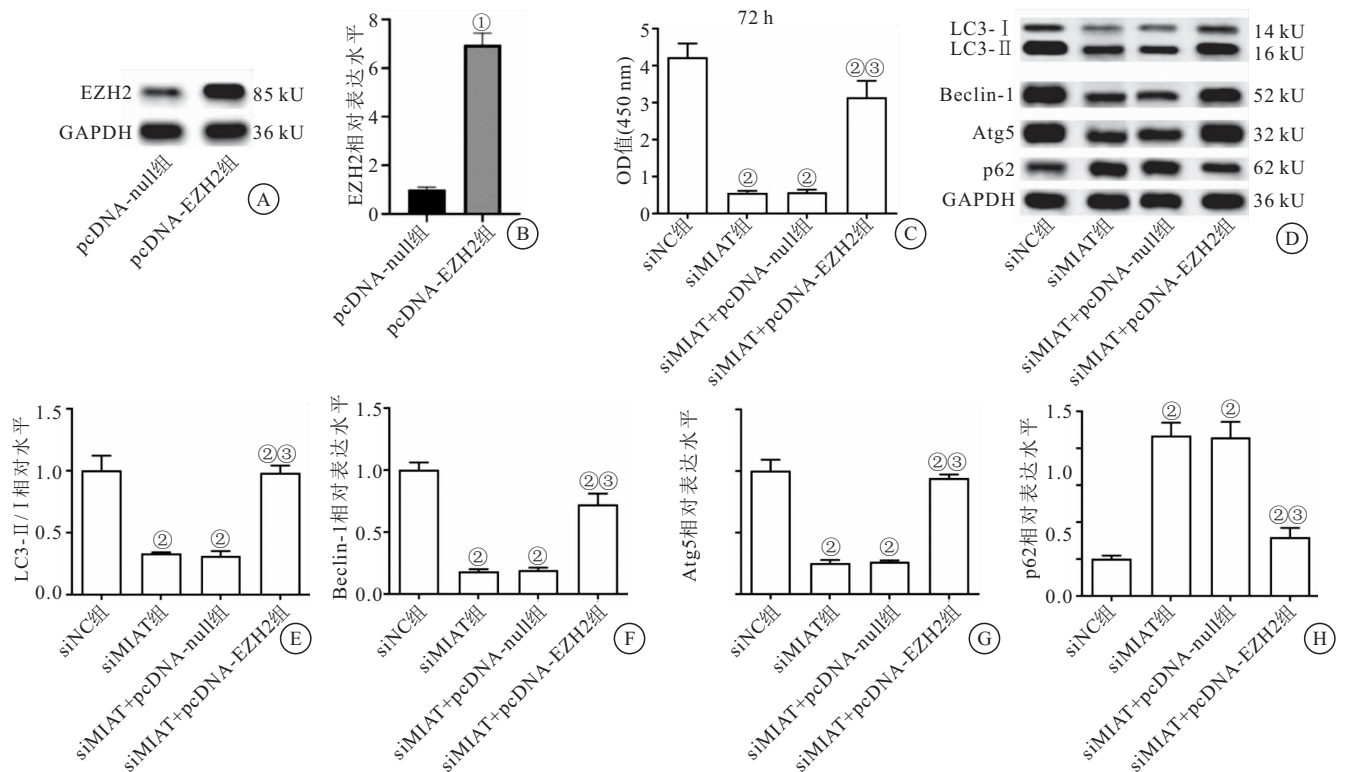 EZH2
85 kU
GAPDH
36 kU
pcDNA-null组
pcDNA-EZH2组
A
EZH2相对表达水平
8
6
4
2
0
①
pcDNA-null组
pcDNA-EZH2组
B
72 h
OD值(450 nm)
5
4
3
2
1
0
②
②
②③
siNC组
siMIAT组
siMIAT+pcDNA-null组
siMIAT+pcDNA-EZH2组
C
LC3-Ⅰ
14 kU
LC3-Ⅱ
16 kU
Beclin-1
52 kU
Atg5
32 kU
p62
62 kU
GAPDH
36 kU
siNC组
siMIAT组
siMIAT+pcDNA-null组
siMIAT+pcDNA-EZH2组
D
LC3-Ⅱ/Ⅰ相对水平
1.5
1.0
0.5
0.0
②
②
②③
siNC组
siMIAT组
siMIAT+pcDNA-null组
siMIAT+pcDNA-EZH2组
E
Beclin-1相对表达水平
1.5
1.0
0.5
0.0
②
②
②③
siNC组
siMIAT组
siMIAT+pcDNA-null组
siMIAT+pcDNA-EZH2组
F
Atg5相对表达水平
②
②
②③
siNC组
siMIAT组
siMIAT+pcDNA-null组
siMIAT+pcDNA-EZH2组
G
p62相对表达水平
1.5
1.0
0.5
0.0
②
②
②③
siNC组
siMIAT组
siMIAT+pcDNA-null组
siMIAT+pcDNA-EZH2组
H